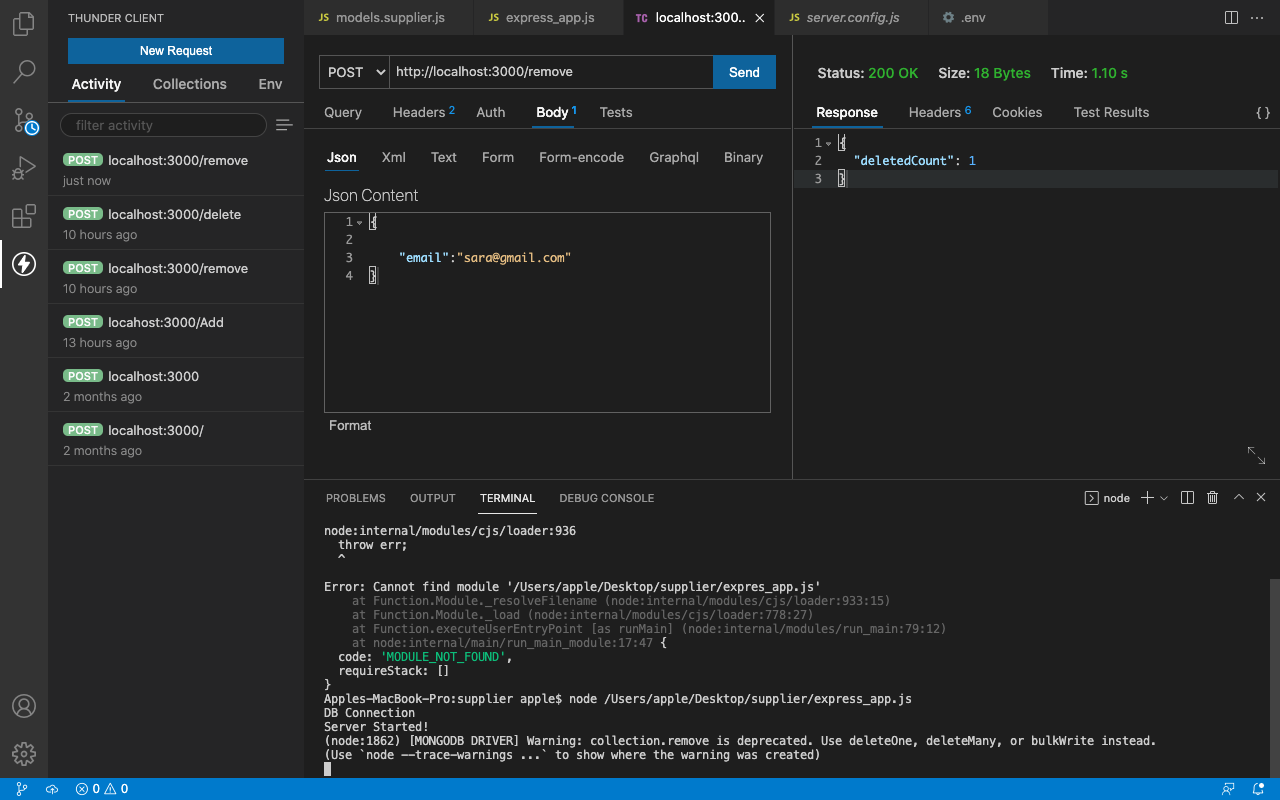 THUNDER CLIENT
New Request
Activity Collections Env
filter activity
POST localhost:3000/remove
just now
POST localhost:3000/delete
10 hours ago
POST localhost:3000/remove
10 hours ago
POST locahost:3000/Add
13 hours ago
POST localhost:3000
2 months ago
POST localhost:3000/
2 months ago
JS models.supplier.js JS express_app.js TC localhost:300.. JS server.config.js .env
POST http://localhost:3000/remove Send
Query Headers 2 Auth Body 1 Tests
Json Xml Text Form Form-encode Graphql Binary
Json Content
1 {
2
3 "email":"sara@gmail.com"
4 }
Format
Status: 200 OK Size: 18 Bytes Time: 1.10 s
Response Headers 6 Cookies Test Results { }
1 {
2 "deletedCount": 1
3 }
PROBLEMS OUTPUT TERMINAL DEBUG CONSOLE node
node:internal/modules/cjs/loader:936
throw err;
^
Error: Cannot find module '/Users/apple/Desktop/supplier/expres_app.js'
at Function.Module._resolveFilename (node:internal/modules/cjs/loader:933:15)
at Function.Module._load (node:internal/modules/cjs/loader:778:27)
at Function.executeUserEntryPoint [as runMain] (node:internal/modules/run_main:79:12)
at node:internal/main/run_main_module:17:47 {
code: 'MODULE_NOT_FOUND',
requireStack: []
}
Apples-MacBook-Pro:supplier apple$ node /Users/apple/Desktop/supplier/express_app.js
DB Connection
Server Started!
(node:1862) [MONGODB DRIVER] Warning: collection.remove is deprecated. Use deleteOne, deleteMany, or bulkWrite instead.
(Use `node --trace-warnings ...` to show where the warning was created)
0 0